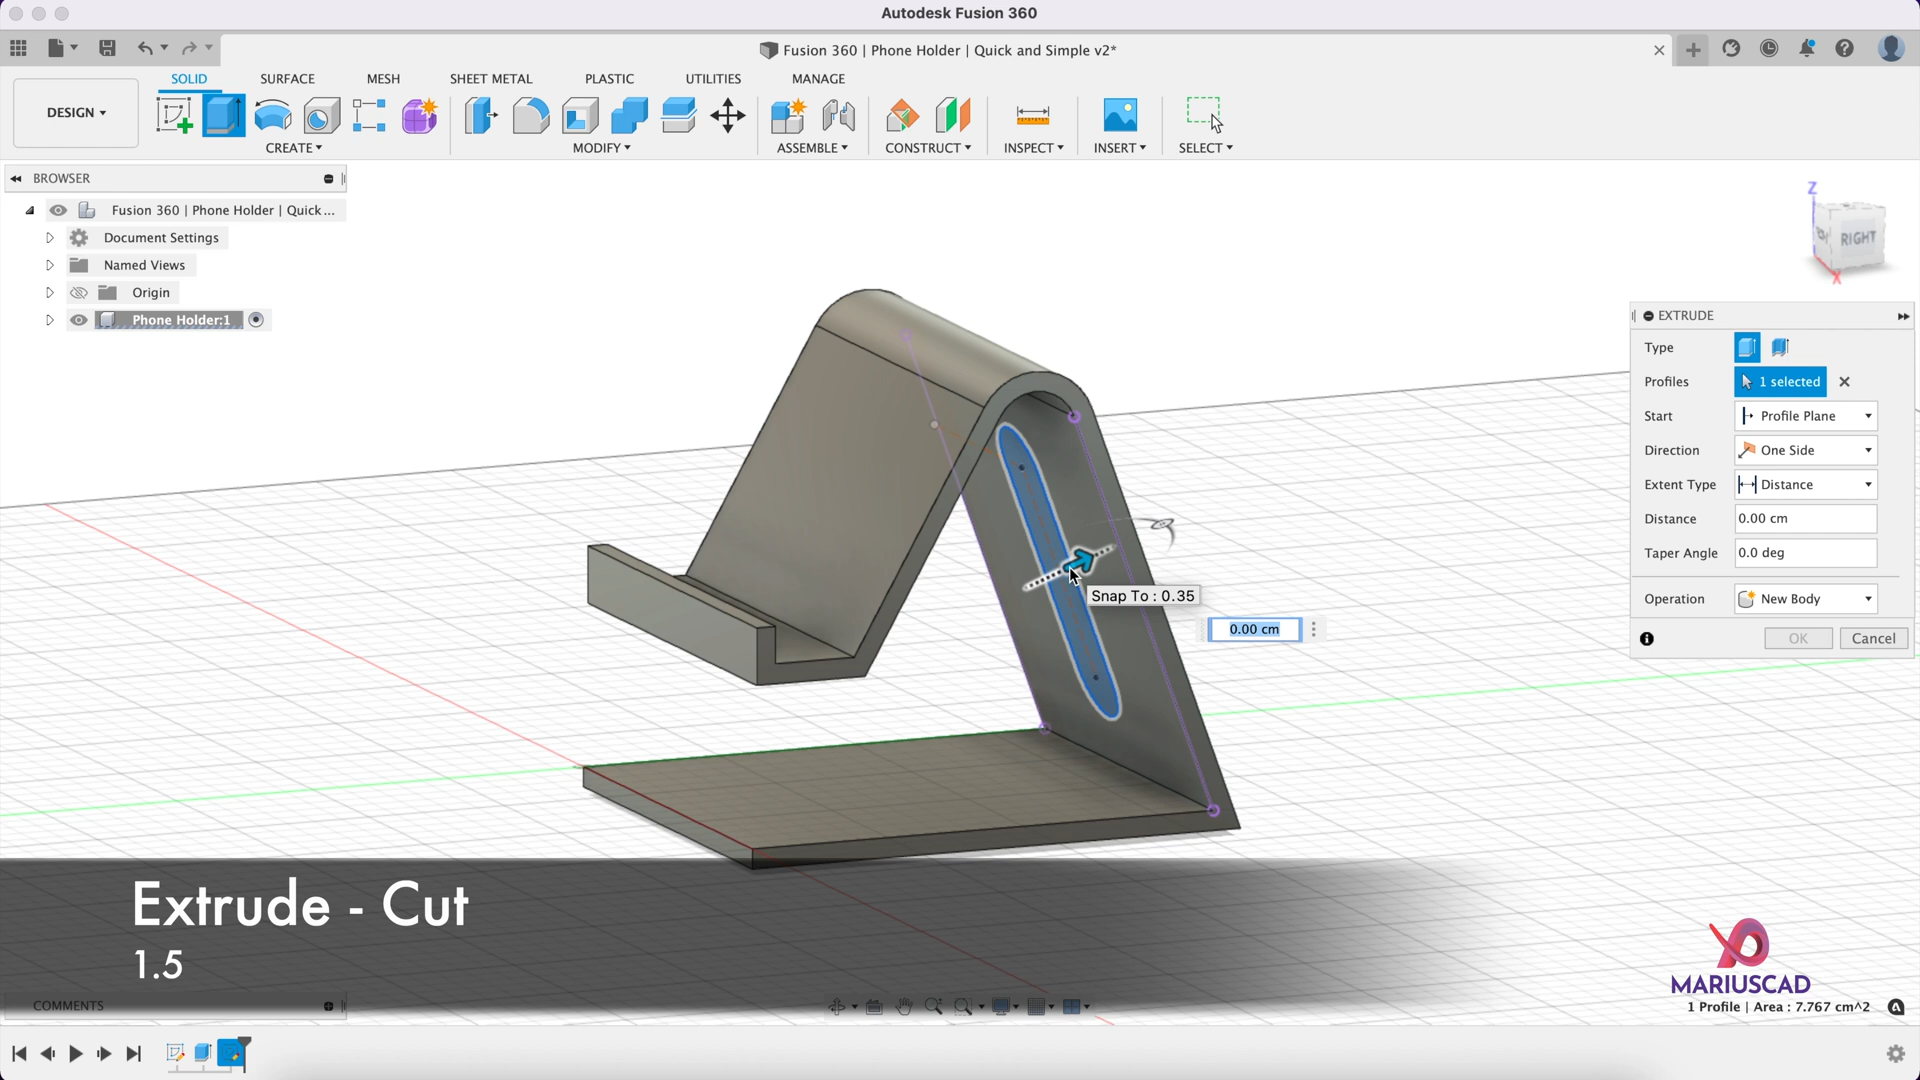 Autodesk Fusion 360
Fusion 360 | Phone Holder | Quick and Simple v2*
SOLID SURFACE MESH SHEET METAL PLASTIC UTILITIES MANAGE
DESIGN
CREATE MODIFY ASSEMBLE CONSTRUCT INSPECT INSERT SELECT
BROWSER
Fusion 360 | Phone Holder | Quick ...
Document Settings
Named Views
Origin
Phone Holder:1
Z
RIGHT
X
EXTRUDE
Type
Profiles 1 selected
Start Profile Plane
Direction One Side
Extent Type Distance
Distance 0.00 cm
Taper Angle 0.0 deg
Operation New Body
OK Cancel
Snap To : 0.35
0.00 cm
Extrude - Cut
1.5
MARIUSCAD
COMMENTS
1 Profile | Area : 7.767 cm^2